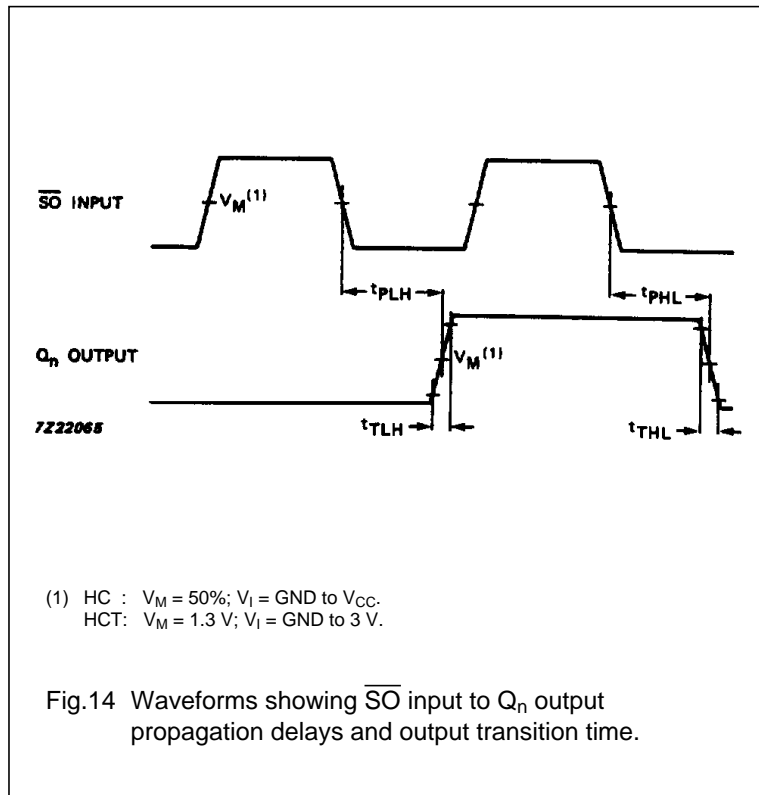 S̅O̅ INPUT
V_M(1)
t_PLH
t_PHL
Q_n OUTPUT
V_M(1)
7Z22065
t_TLH
t_THL
(1) HC : V_M = 50%; V_I = GND to V_CC.
HCT: V_M = 1.3 V; V_I = GND to 3 V.
Fig.14 Waveforms showing S̅O̅ input to Q_n output
propagation delays and output transition time.